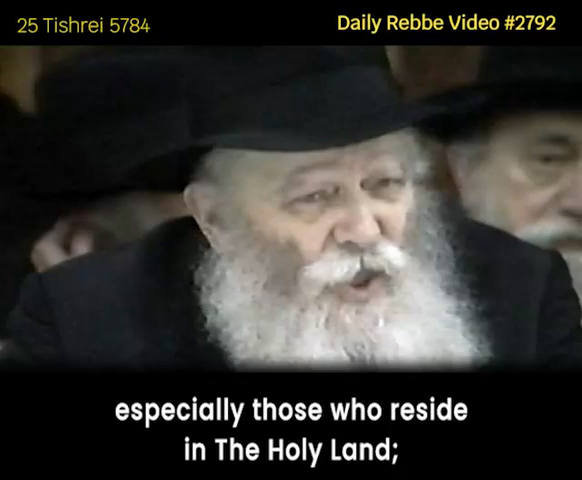 25 Tishrei 5784
Daily Rebbe Video #2792
especially those who reside
in The Holy Land;